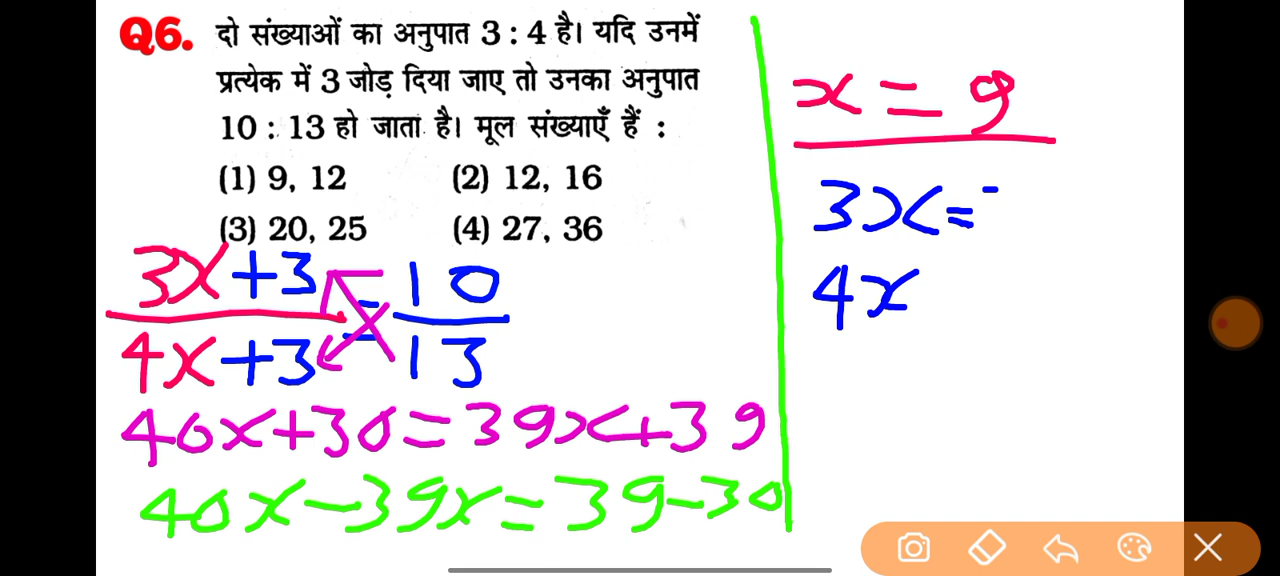 Q6. दो संख्याओं का अनुपात 3 : 4 है। यदि उनमें
प्रत्येक में 3 जोड़ दिया जाए तो उनका अनुपात
10 : 13 हो जाता है। मूल संख्याएँ हैं :
(1) 9, 12 (2) 12, 16
(3) 20, 25 (4) 27, 36
3x+3 = 10
4x+3 13
40x+30=39x+39
40x-39x=39-30
x = 9
3x=
4x